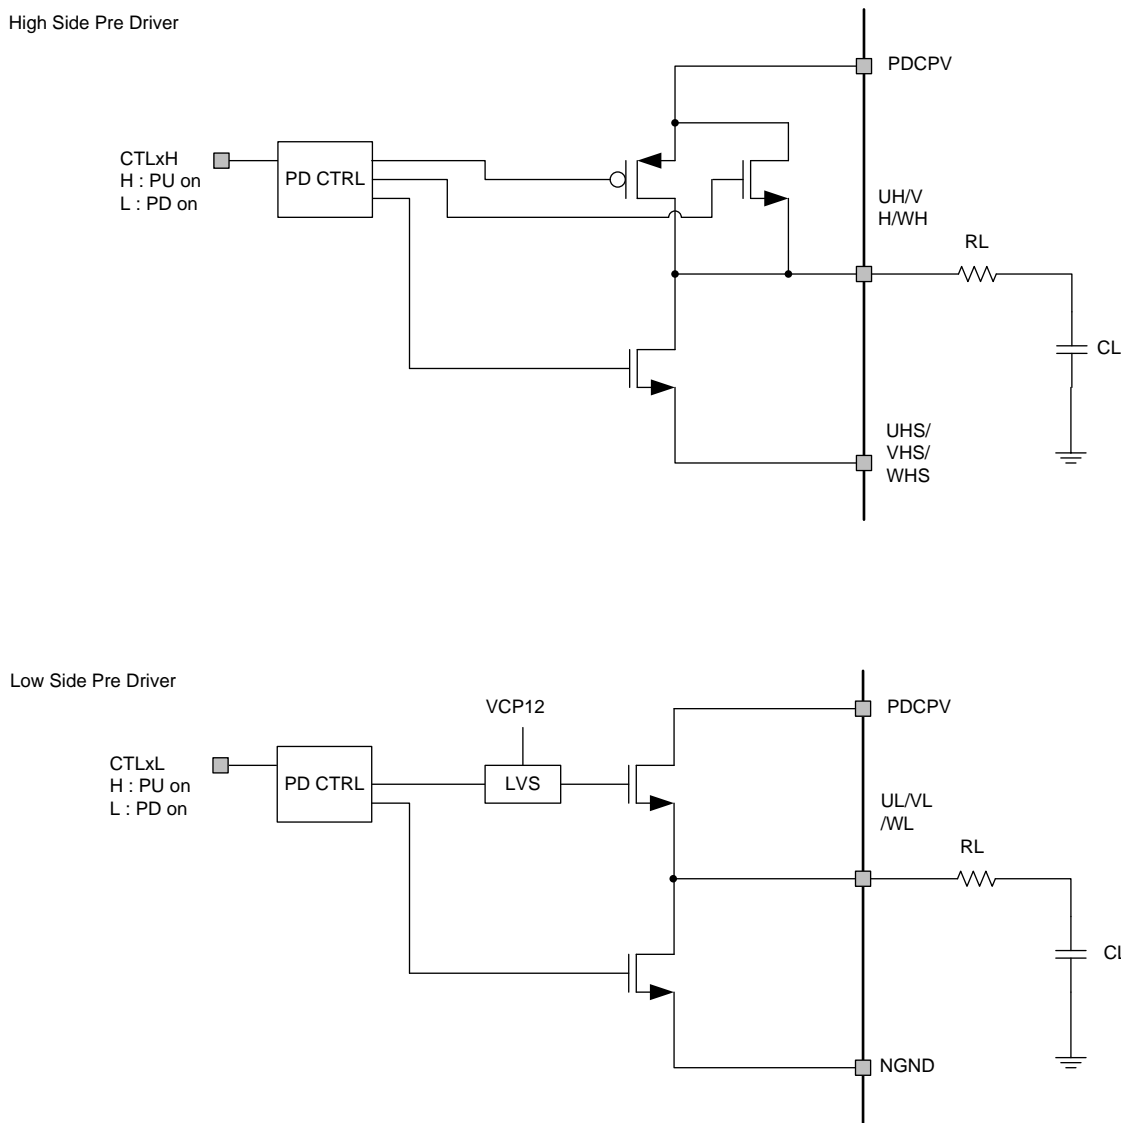 High Side Pre Driver
PDCPV
CTLxH
H : PU on
L : PD on
PD CTRL
UH/V
H/WH
RL
CL
UHS/
VHS/
WHS
Low Side Pre Driver
VCP12
PDCPV
CTLxL
H : PU on
L : PD on
PD CTRL
LVS
UL/VL
/WL
RL
CL
NGND